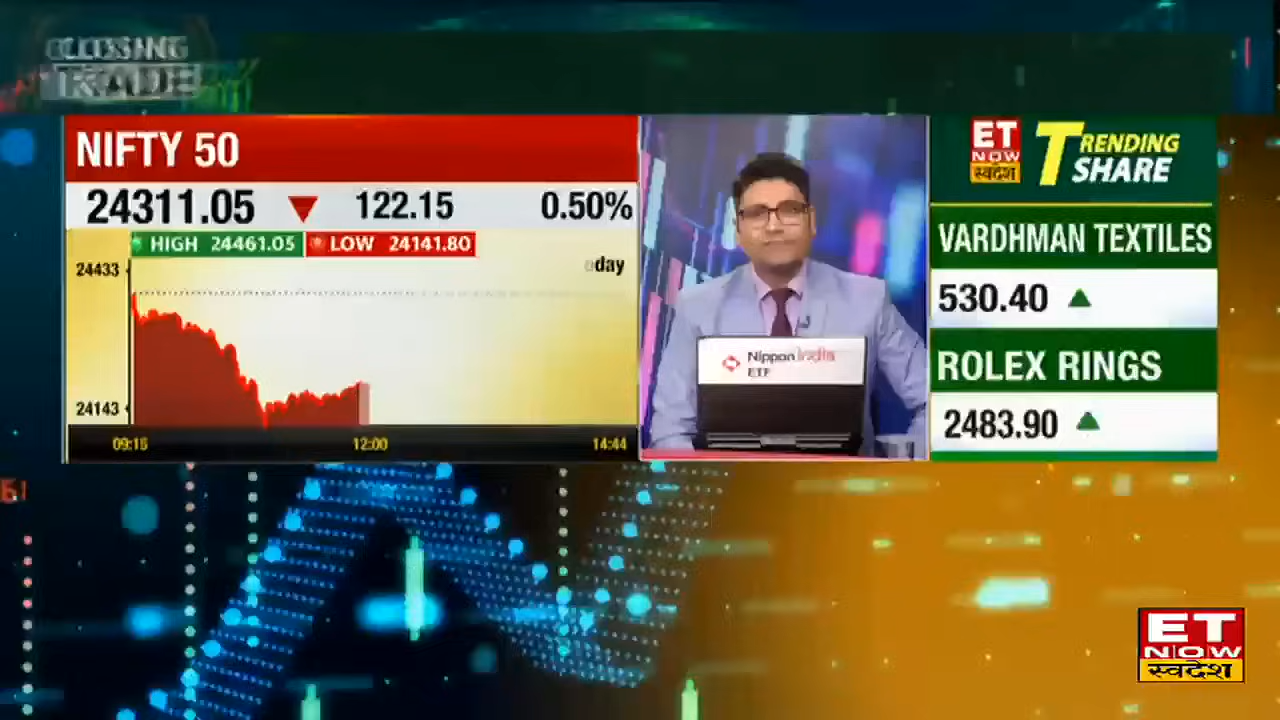 CLOSING
TRADE
NIFTY 50
24311.05 ▼ 122.15 0.50%
HIGH 24461.05 LOW 24141.80
24433
day
24143
09:15 12:00 14:44
Nippon India
ETF
ET
NOW
स्वदेश
TRENDING
SHARE
VARDHMAN TEXTILES
530.40 ▲
ROLEX RINGS
2483.90 ▲
ET
NOW
स्वदेश